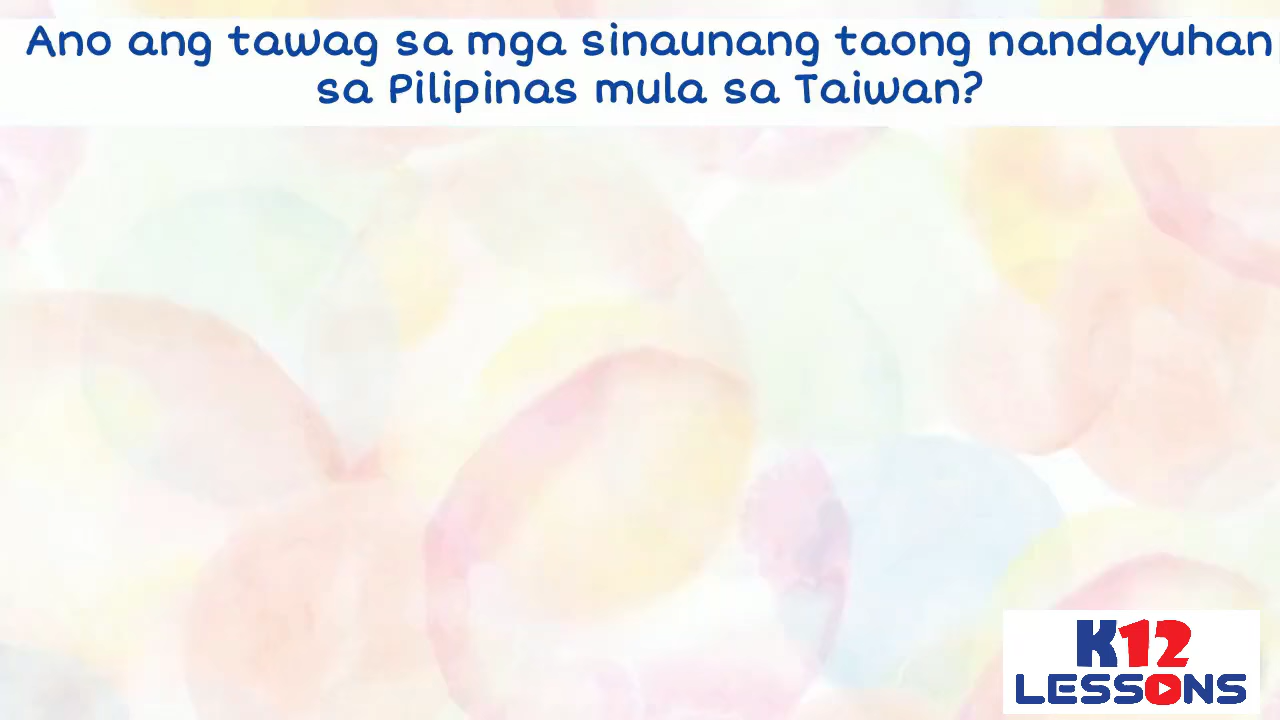 Ano ang tawag sa mga sinaunang taong nandayuhan
sa Pilipinas mula sa Taiwan?
K12
LESSONS